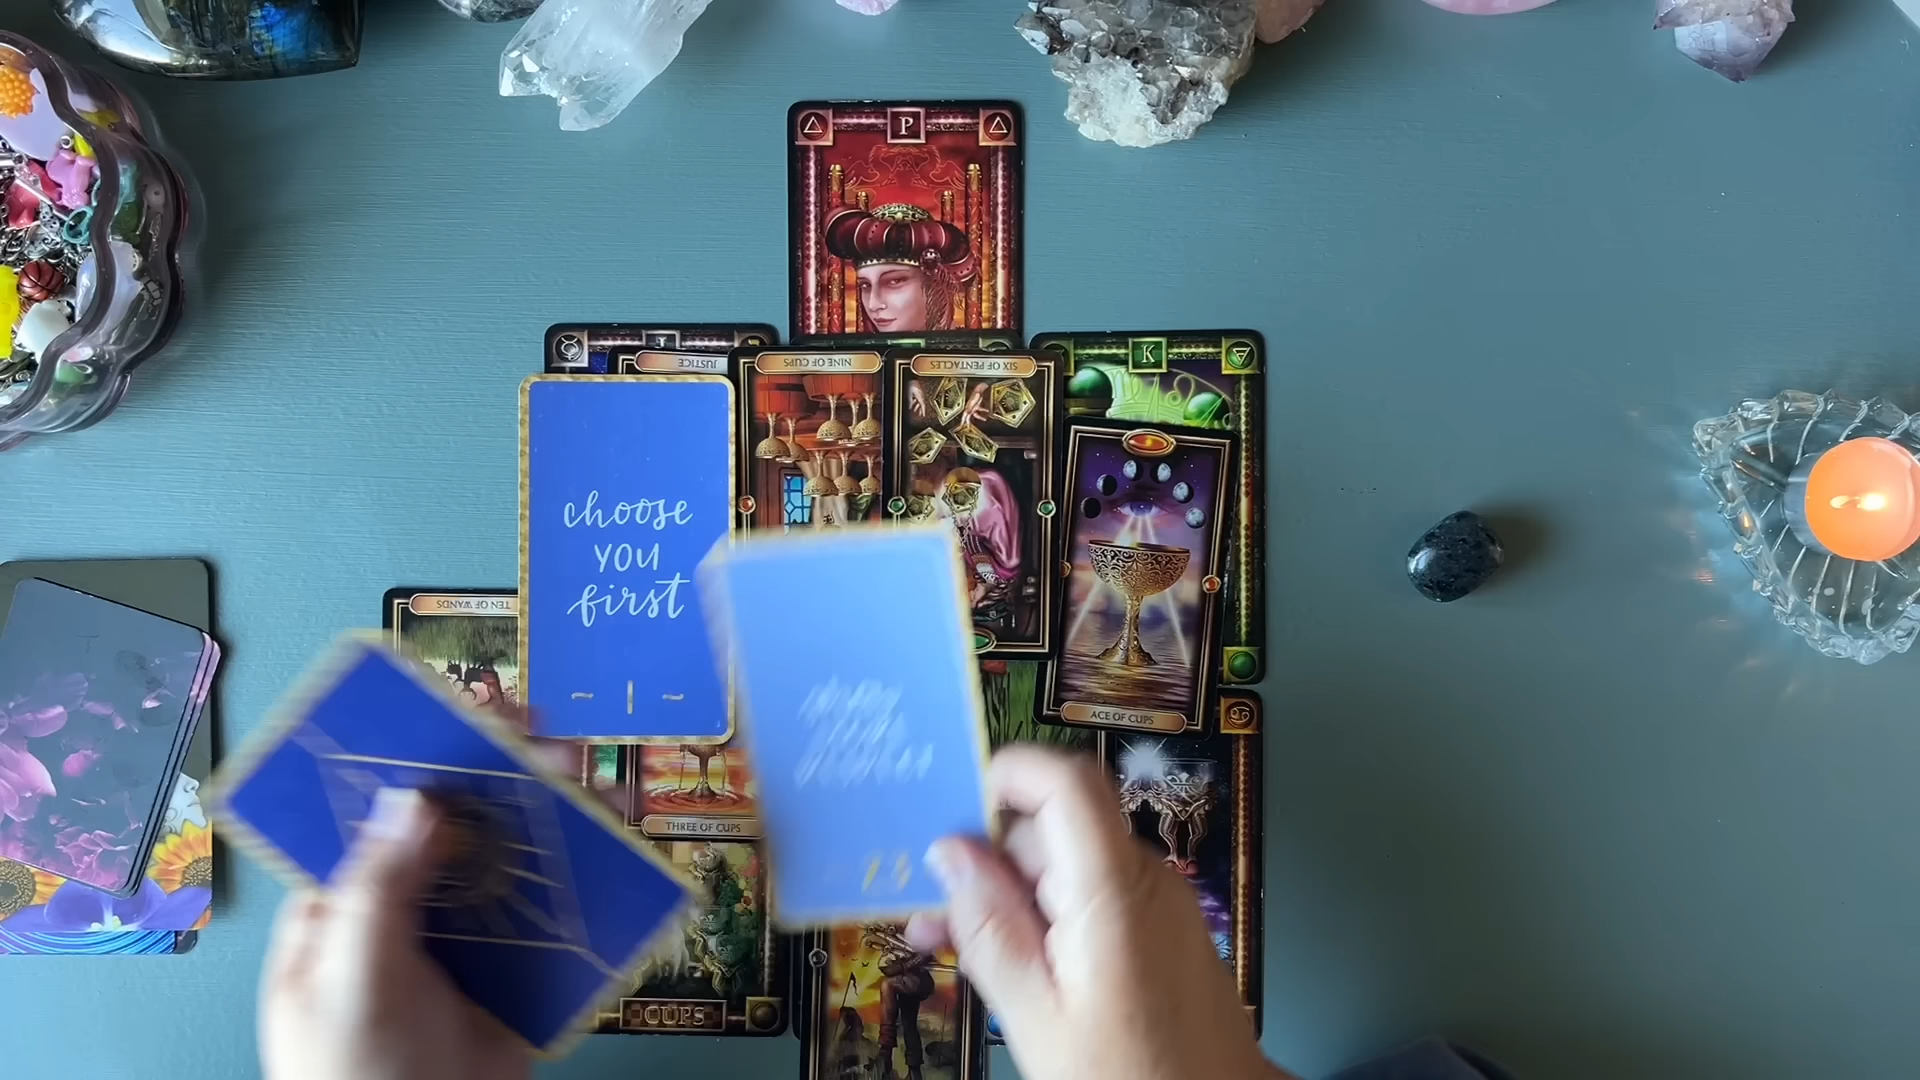 P
K
JUSTICE
NINE OF CUPS
SIX OF PENTACLES
choose
YOU
first
~ | ~
TEN OF WANDS
ACE OF CUPS
THREE OF CUPS
CUPS